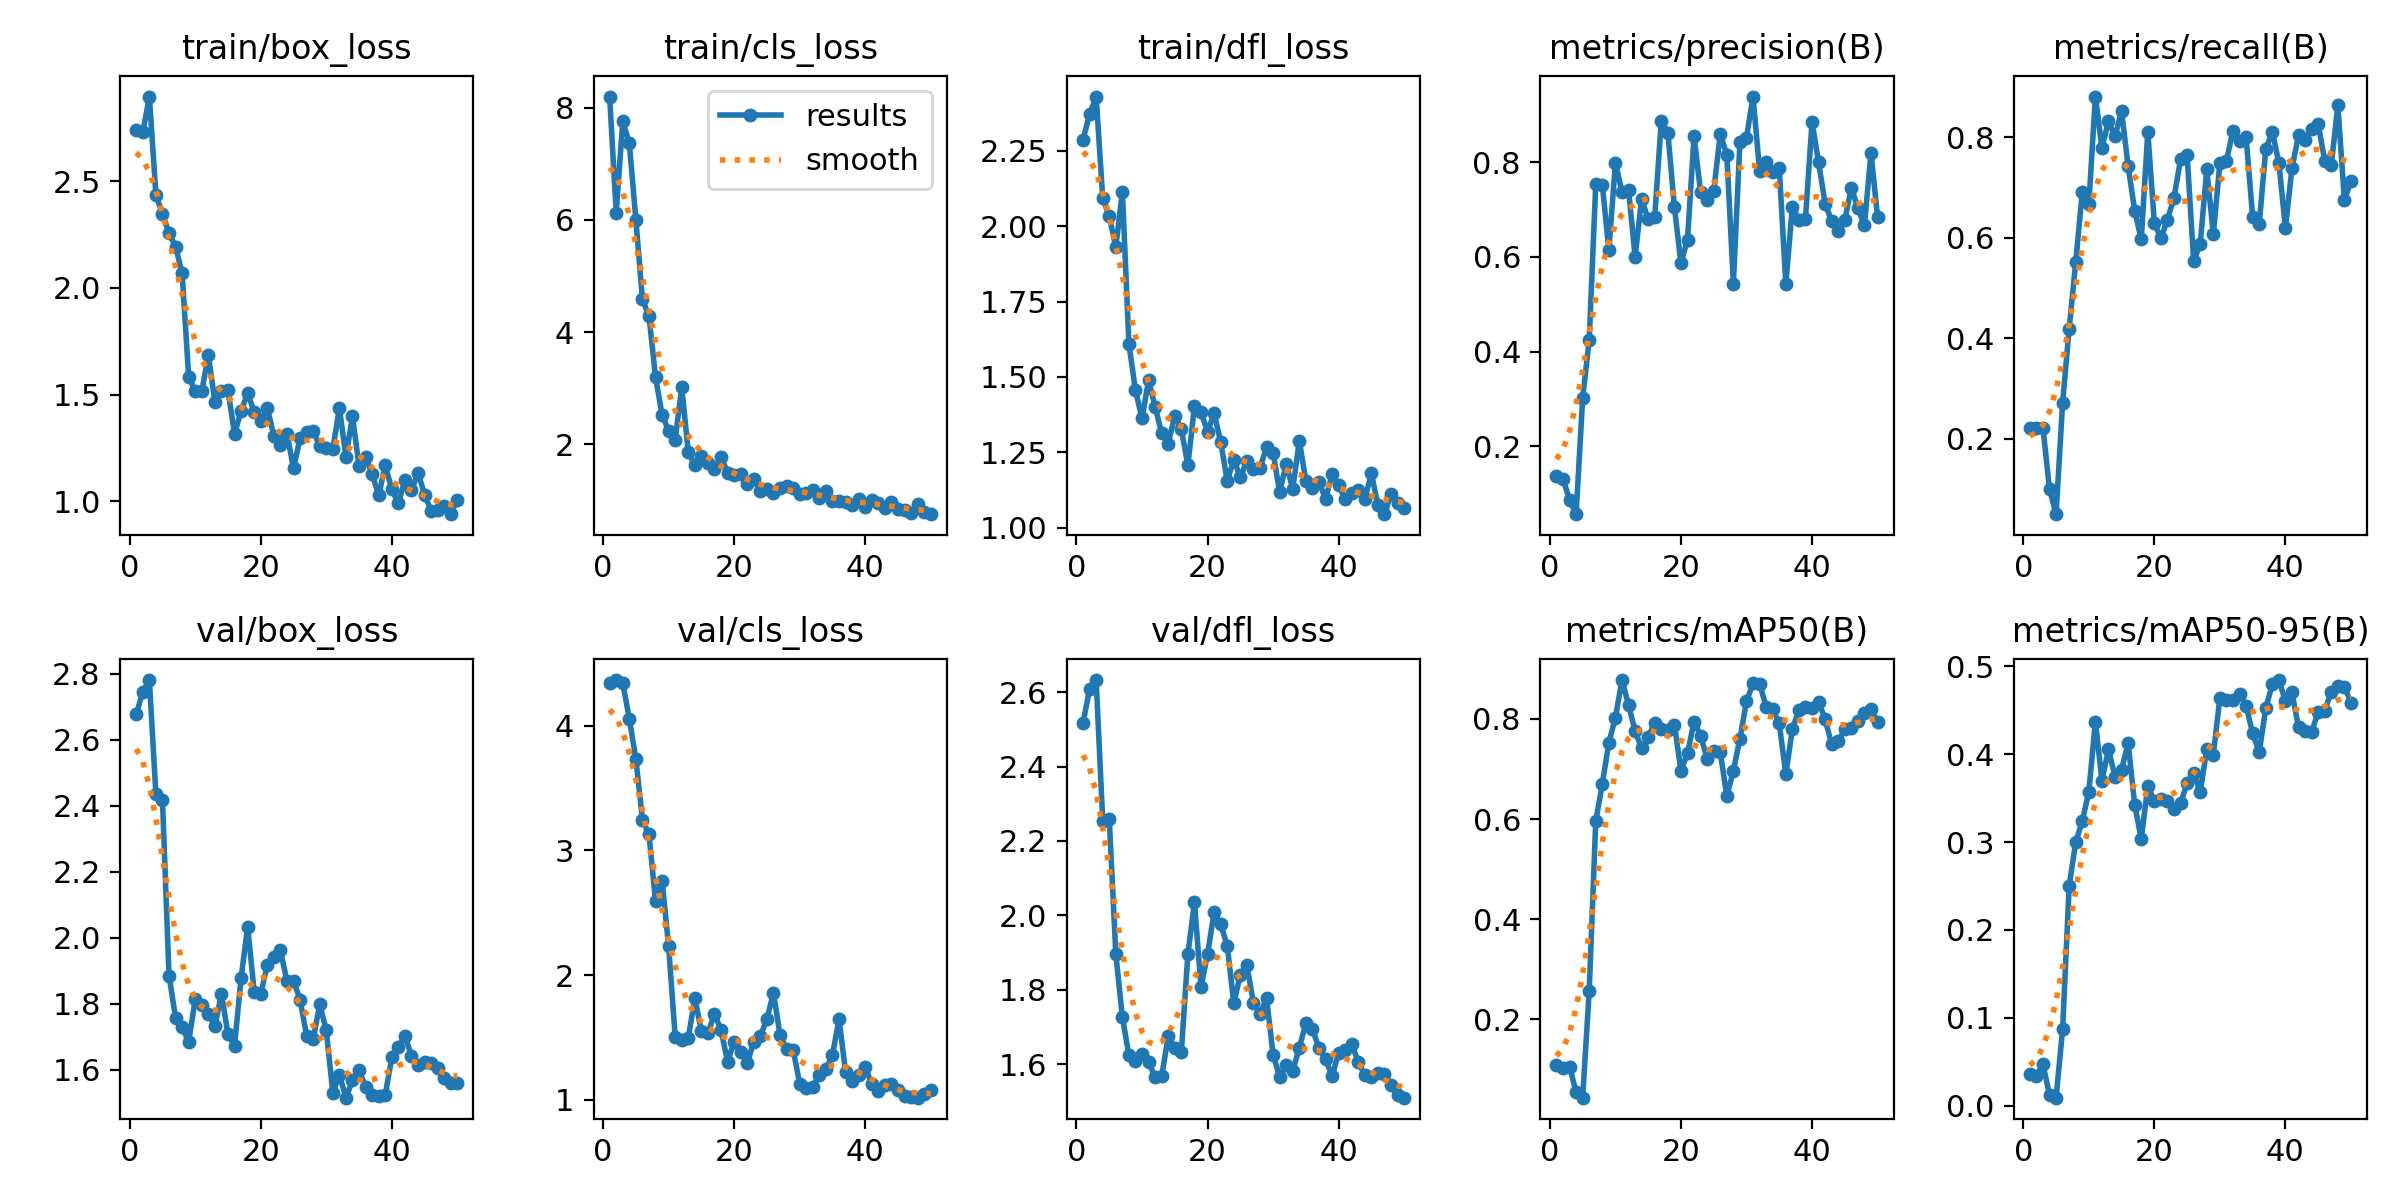 train/box_loss
2.5
2.0
1.5
1.0
0 20 40
train/cls_loss
results
smooth
8
6
4
2
0 20 40
train/dfl_loss
2.25
2.00
1.75
1.50
1.25
1.00
0 20 40
metrics/precision(B)
0.8
0.6
0.4
0.2
0 20 40
metrics/recall(B)
0.8
0.6
0.4
0.2
0 20 40
val/box_loss
2.8
2.6
2.4
2.2
2.0
1.8
1.6
0 20 40
val/cls_loss
4
3
2
1
0 20 40
val/dfl_loss
2.6
2.4
2.2
2.0
1.8
1.6
0 20 40
metrics/mAP50(B)
0.8
0.6
0.4
0.2
0 20 40
metrics/mAP50-95(B)
0.5
0.4
0.3
0.2
0.1
0.0
0 20 40